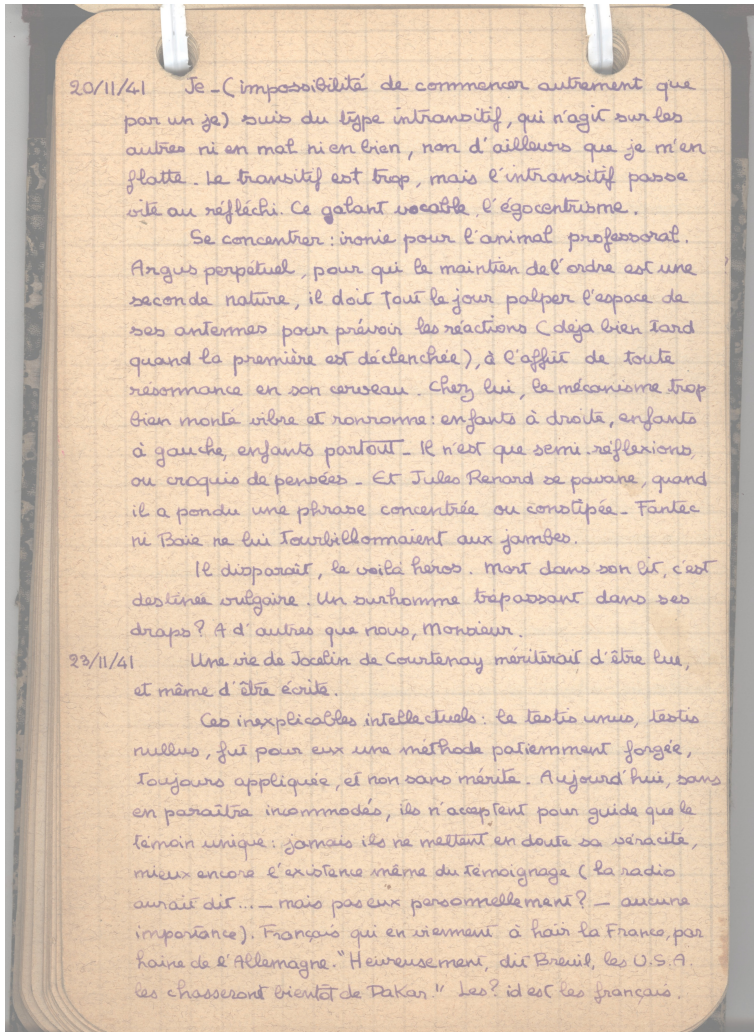 20/11/41 Je - (impossibilité de commencer autrement que
par un je) suis du type intransitif, qui n'agit sur les
autres ni en mal ni en bien, non d'ailleurs que je m'en
flatte. Le transitif est trop, mais l'intransitif passe
vite au réfléchi. Ce galant vocable, l'égocentrisme.
Se concentrer : ironie pour l'animal professoral.
Argus perpétuel, pour qui le maintien de l'ordre est une
seconde nature, il doit tout le jour palper l'espace de
ses antennes pour prévoir les réactions (déjà bien tard
quand la première est déclenchée), à l'affût de toute
résonnance en son cerveau. Chez lui, le mécanisme trop
bien monté vibre et ronronne : enfants à droite, enfants
à gauche, enfants partout - Il n'est que semi-réflexions,
ou croquis de pensées - Et Jules Renard se pavane, quand
il a pondu une phrase concentrée ou constipée - Fantec
ni Baïe ne lui tourbillonnaient aux jambes.
Il disparaît, le voilà héros. Mort dans son lit, c'est
destinée vulgaire. Un surhomme trépassant dans ses
draps ? A d'autres que nous, Monsieur.
23/11/41 Une vie de Jocelin de Courtenay mériterait d'être lue,
et même d'être écrite.
Ces inexplicables intellectuels : le testis unus, testis
nullus, fut pour eux une méthode patiemment forgée,
toujours appliquée, et non sans mérite. Aujourd'hui, sans
en paraître incommodés, ils n'acceptent pour guide que le
témoin unique : jamais ils ne mettent en doute sa véracité,
mieux encore l'existence même du témoignage (la radio
aurait dit... - mais pas eux personnellement ? - aucune
importance). Français qui en viennent à haïr la France, par
haine de l'Allemagne. "Heureusement, dit Breuil, les U.S.A.
les chasseront bientôt de Dakar." Les ? id est les français.